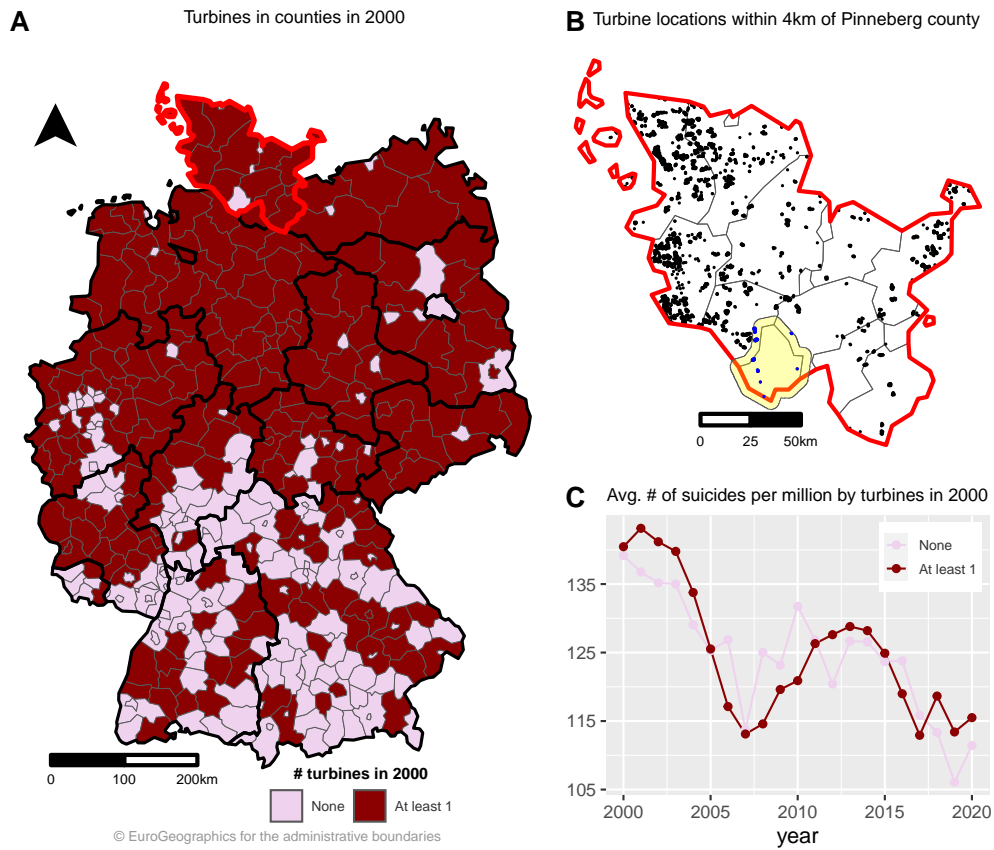 A
Turbines in counties in 2000
0 100 200km
# turbines in 2000
None At least 1
© EuroGeographics for the administrative boundaries
B Turbine locations within 4km of Pinneberg county
0 25 50km
C Avg. # of suicides per million by turbines in 2000
None
At least 1
135
125
115
105
2000 2005 2010 2015 2020
year